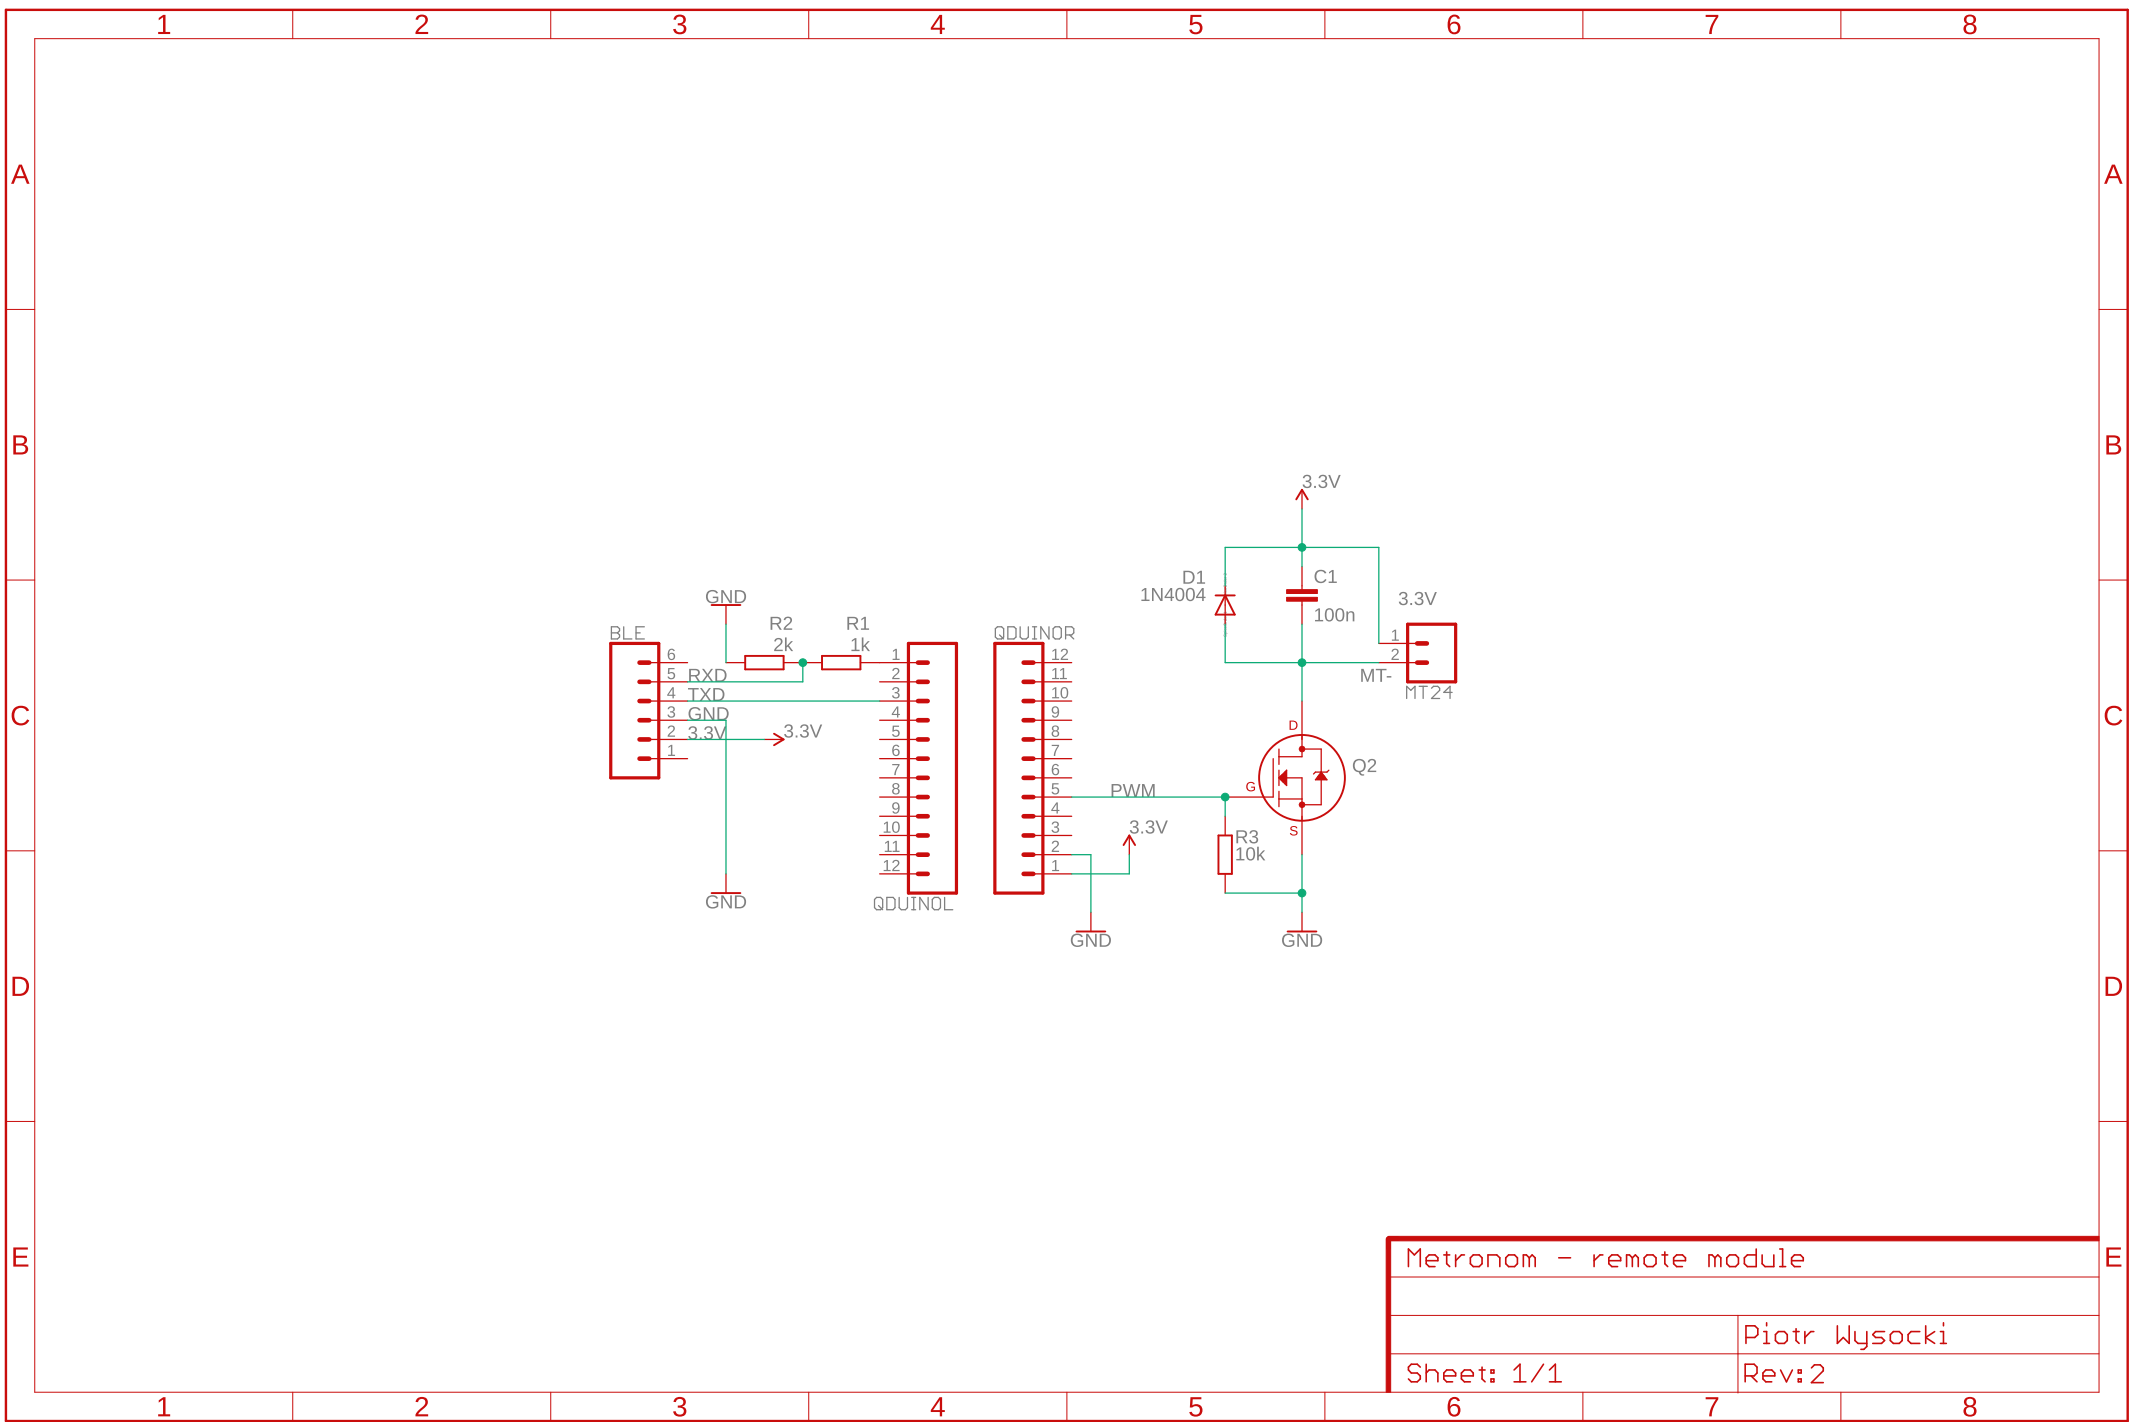 1 2 3 4 5 6 7 8
A A
B B
C C
D D
E E
3.3V
D1
1N4004
C1
100n
3.3V
1
2
MT-
MT24
GND
R2
2k
R1
1k
BLE
6
5 RXD
4 TXD
3 GND
2 3.3V
1
3.3V
GND
1
2
3
4
5
6
7
8
9
10
11
12
QDUINOL
QDUINOR
12
11
10
9
8
7
6
5
4
3
2
1
PWM
3.3V
GND
D
G
S
Q2
R3
10k
GND
Metronom - remote module
Piotr Wysocki
Sheet: 1/1
Rev:2
1 2 3 4 5 6 7 8